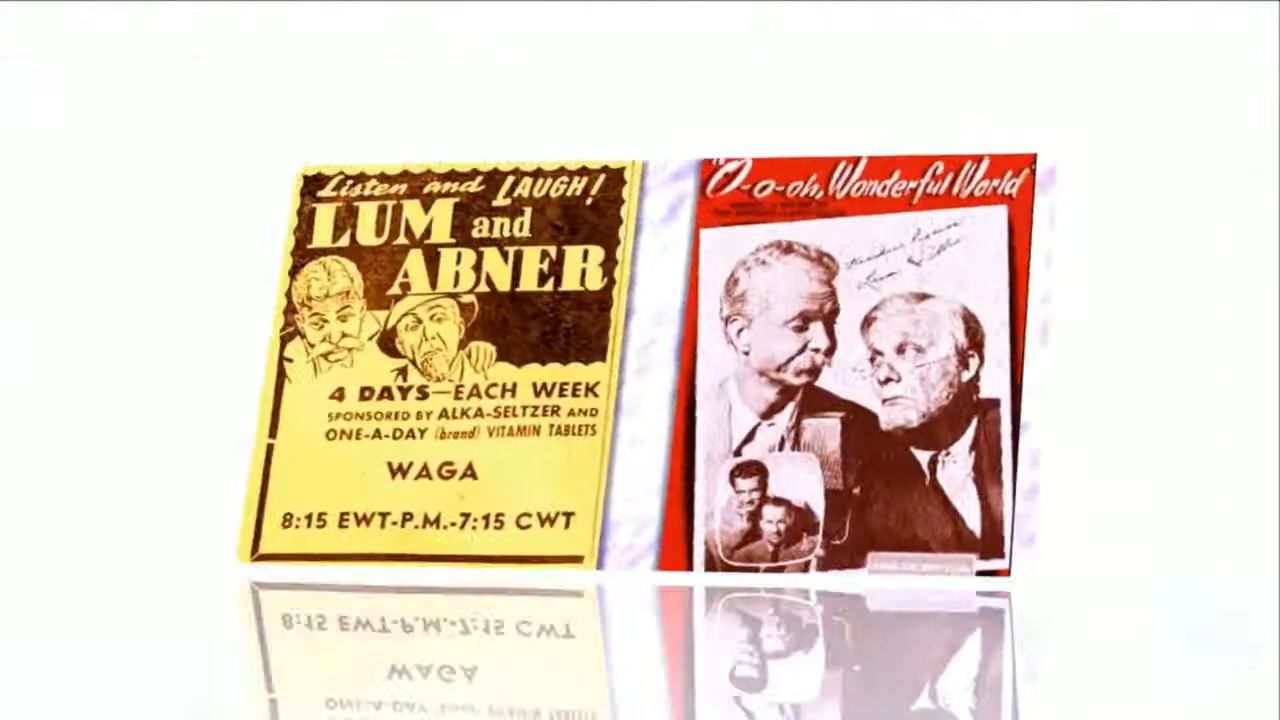 Listen and LAUGH!
LUM and
ABNER
4 DAYS—EACH WEEK
SPONSORED BY ALKA-SELTZER AND
ONE-A-DAY (brand) VITAMIN TABLETS
WAGA
8:15 EWT-P.M.-7:15 CWT
"O-o-oh, Wonderful World